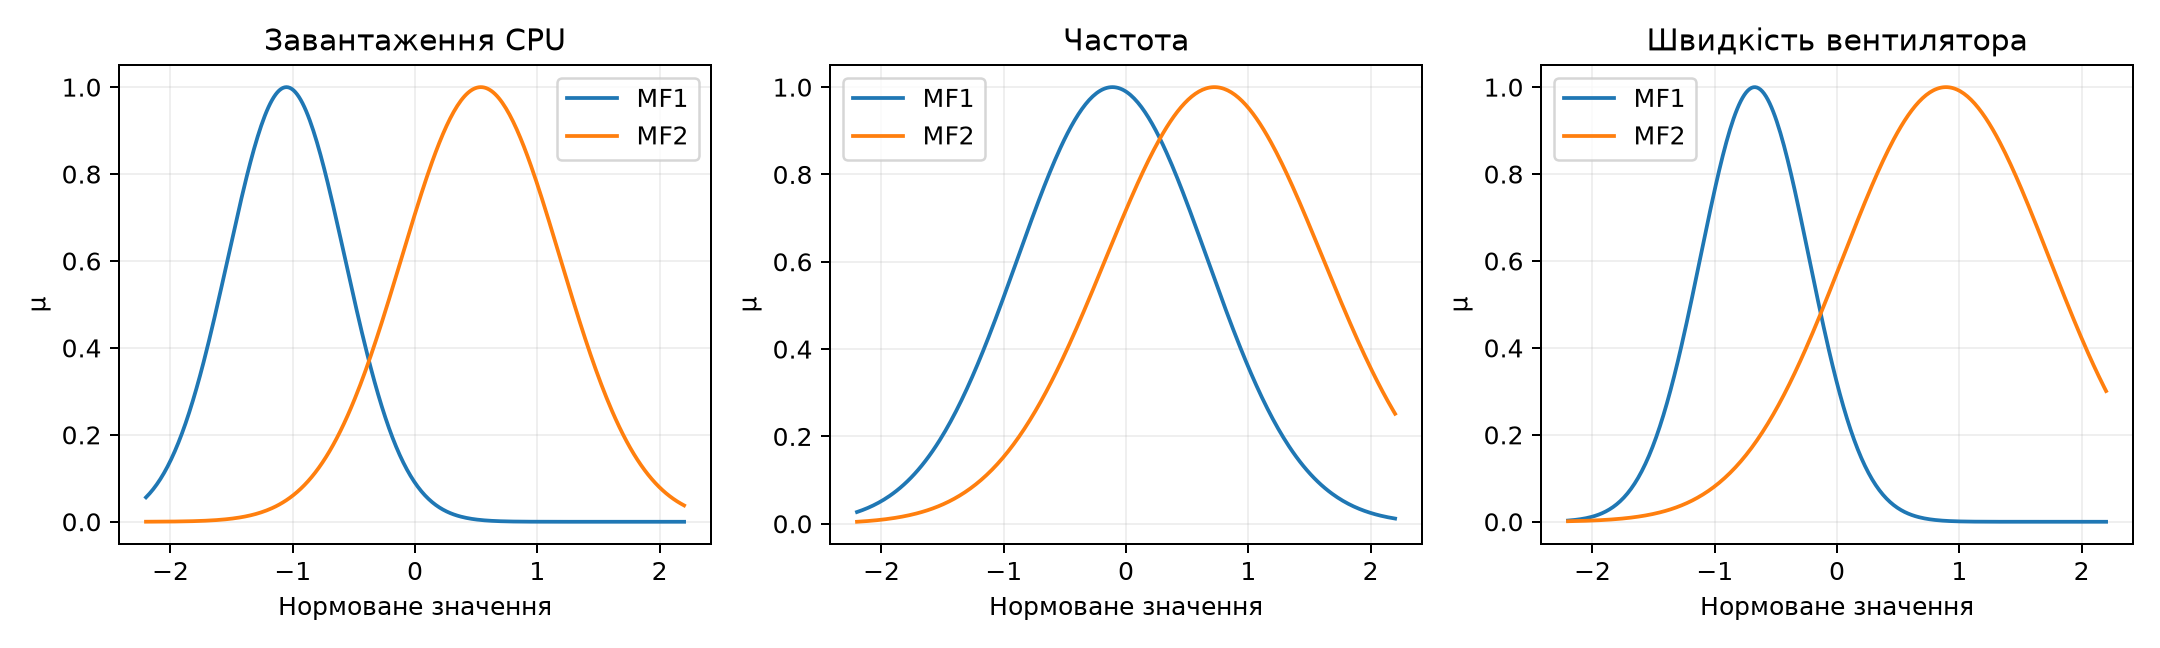 Завантаження CPU
MF1
MF2
1.0
0.8
0.6
0.4
0.2
0.0
μ
−2 −1 0 1 2
Нормоване значення
Частота
MF1
MF2
1.0
0.8
0.6
0.4
0.2
0.0
μ
−2 −1 0 1 2
Нормоване значення
Швидкість вентилятора
MF1
MF2
1.0
0.8
0.6
0.4
0.2
0.0
μ
−2 −1 0 1 2
Нормоване значення